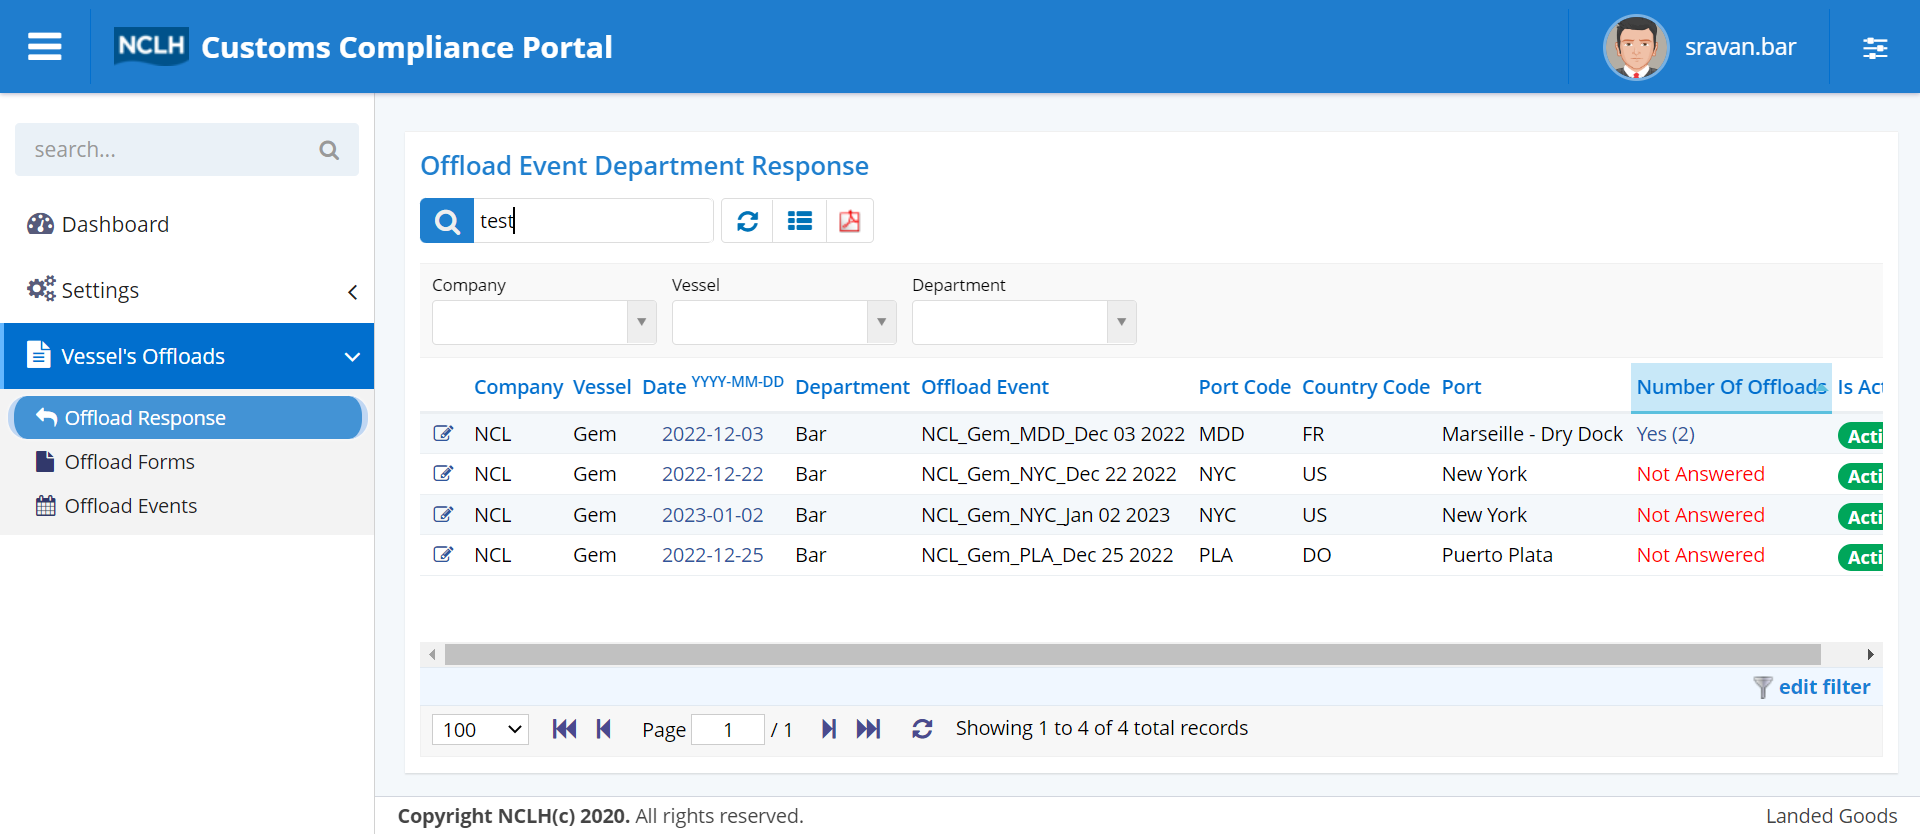 NCLH Customs Compliance Portal
sravan.bar
search...
Dashboard
Settings
Vessel's Offloads
Offload Response
Offload Forms
Offload Events
Offload Event Department Response
test
Company Vessel Department
Company Vessel Date YYYY-MM-DD Department Offload Event Port Code Country Code Port Number Of Offloads Is Act
NCL Gem 2022-12-03 Bar NCL_Gem_MDD_Dec 03 2022 MDD FR Marseille - Dry Dock Yes (2) Acti
NCL Gem 2022-12-22 Bar NCL_Gem_NYC_Dec 22 2022 NYC US New York Not Answered Acti
NCL Gem 2023-01-02 Bar NCL_Gem_NYC_Jan 02 2023 NYC US New York Not Answered Acti
NCL Gem 2022-12-25 Bar NCL_Gem_PLA_Dec 25 2022 PLA DO Puerto Plata Not Answered Acti
edit filter
100 Page 1 / 1 Showing 1 to 4 of 4 total records
Copyright NCLH(c) 2020. All rights reserved. Landed Goods